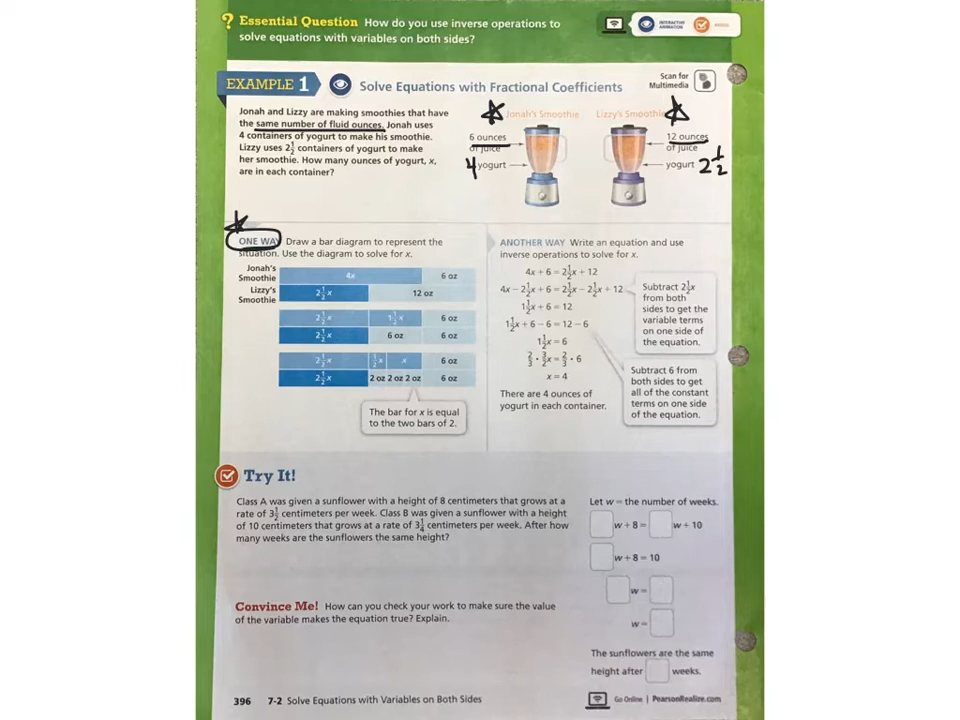 ? Essential Question How do you use inverse operations to
solve equations with variables on both sides?
INTERACTIVE
ANIMATION
EXAMPLE 1 Solve Equations with Fractional Coefficients
Scan for
Multimedia
Jonah and Lizzy are making smoothies that have
the same number of fluid ounces. Jonah uses
4 containers of yogurt to make his smoothie.
Lizzy uses 2½ containers of yogurt to make
her smoothie. How many ounces of yogurt, x,
are in each container?
Jonah's Smoothie
6 ounces
of juice
4 yogurt
Lizzy's Smoothie
12 ounces
of juice
yogurt 2½
ONE WAY Draw a bar diagram to represent the
situation. Use the diagram to solve for x.
Jonah's
Smoothie
4x 6 oz
Lizzy's
Smoothie
2½x 12 oz
2½x 1½x 6 oz
2½x 6 oz 6 oz
2½x ½x x 6 oz
2½x 2 oz 2 oz 2 oz 6 oz
The bar for x is equal
to the two bars of 2.
ANOTHER WAY Write an equation and use
inverse operations to solve for x.
4x + 6 = 2½x + 12
4x − 2½x + 6 = 2½x − 2½x + 12
1½x + 6 = 12
1½x + 6 − 6 = 12 − 6
1½x = 6
2/3 • 3/2x = 2/3 • 6
x = 4
There are 4 ounces of
yogurt in each container.
Subtract 2½x
from both
sides to get the
variable terms
on one side of
the equation.
Subtract 6 from
both sides to get
all of the constant
terms on one side
of the equation.
Try It!
Class A was given a sunflower with a height of 8 centimeters that grows at a
rate of 3½ centimeters per week. Class B was given a sunflower with a height
of 10 centimeters that grows at a rate of 3¼ centimeters per week. After how
many weeks are the sunflowers the same height?
Let w = the number of weeks.
w + 8 = w + 10
w + 8 = 10
w =
w =
The sunflowers are the same
height after weeks.
Convince Me! How can you check your work to make sure the value
of the variable makes the equation true? Explain.
396 7-2 Solve Equations with Variables on Both Sides
Go Online | PearsonRealize.com